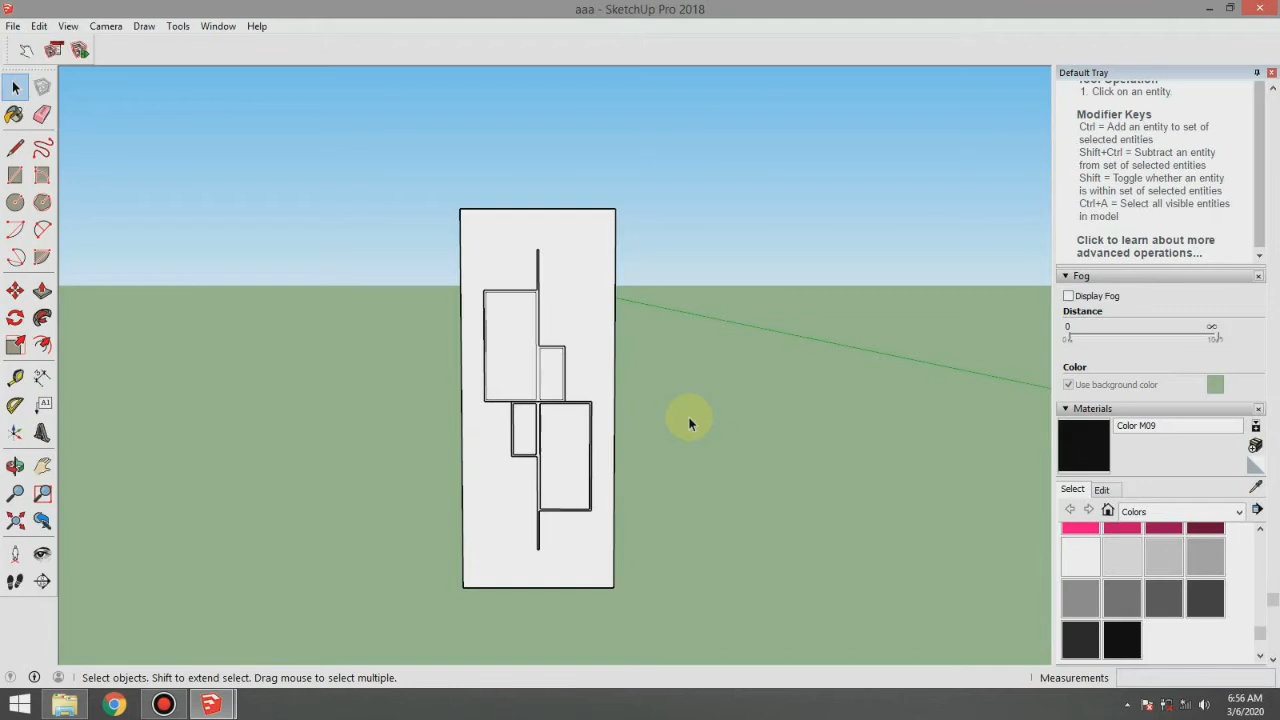 aaa - SketchUp Pro 2018
File Edit View Camera Draw Tools Window Help
Default Tray
1. Click on an entity.
Modifier Keys
Ctrl = Add an entity to set of
selected entities
Shift+Ctrl = Subtract an entity
from set of selected entities
Shift = Toggle whether an entity
is within set of selected entities
Ctrl+A = Select all visible entities
in model
Click to learn about more
advanced operations...
Fog
Display Fog
Distance
0 ∞
Color
Use background color
Materials
Color M09
Select Edit
Colors
A1
Select objects. Shift to extend select. Drag mouse to select multiple.
Measurements
6:56 AM
3/6/2020